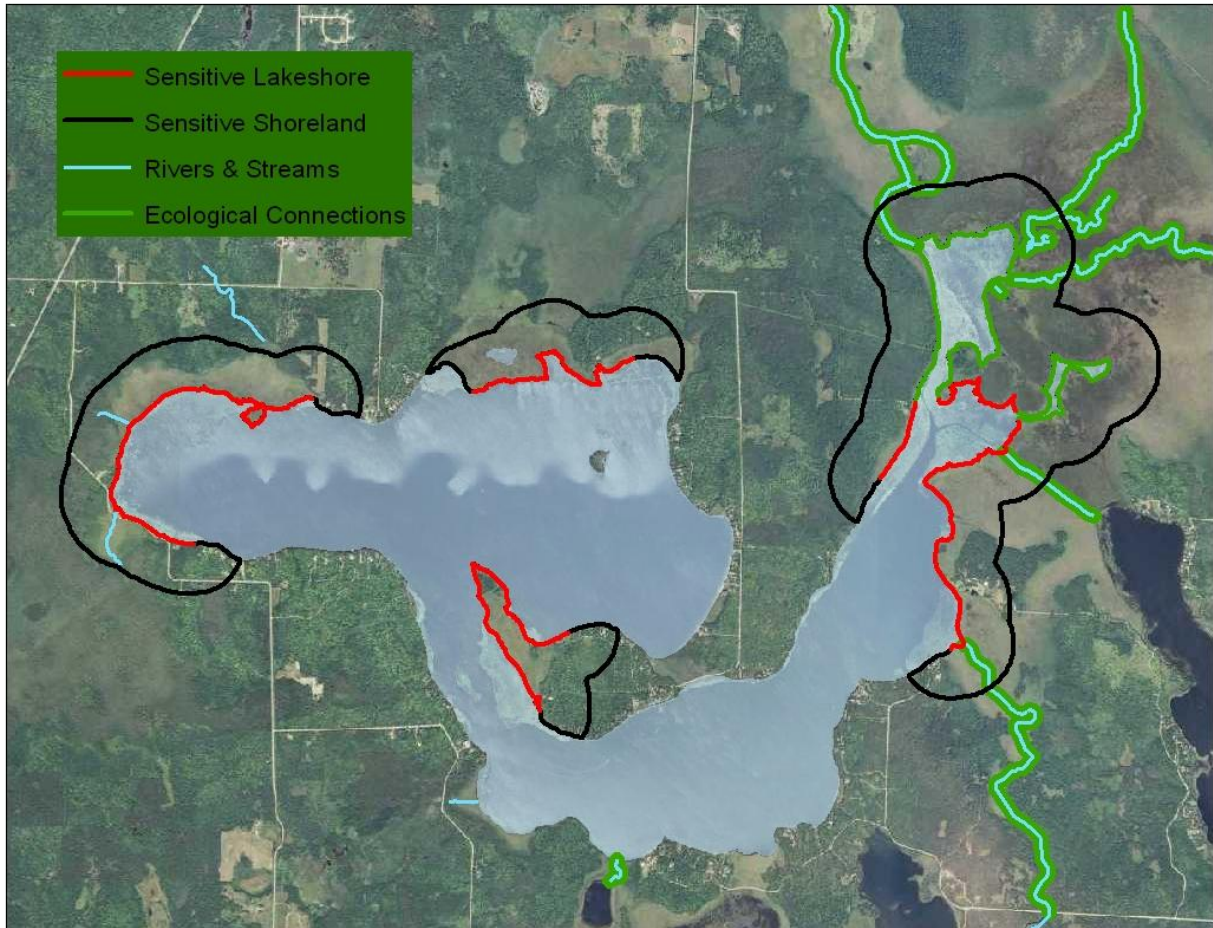 Sensitive Lakeshore
Sensitive Shoreland
Rivers & Streams
Ecological Connections